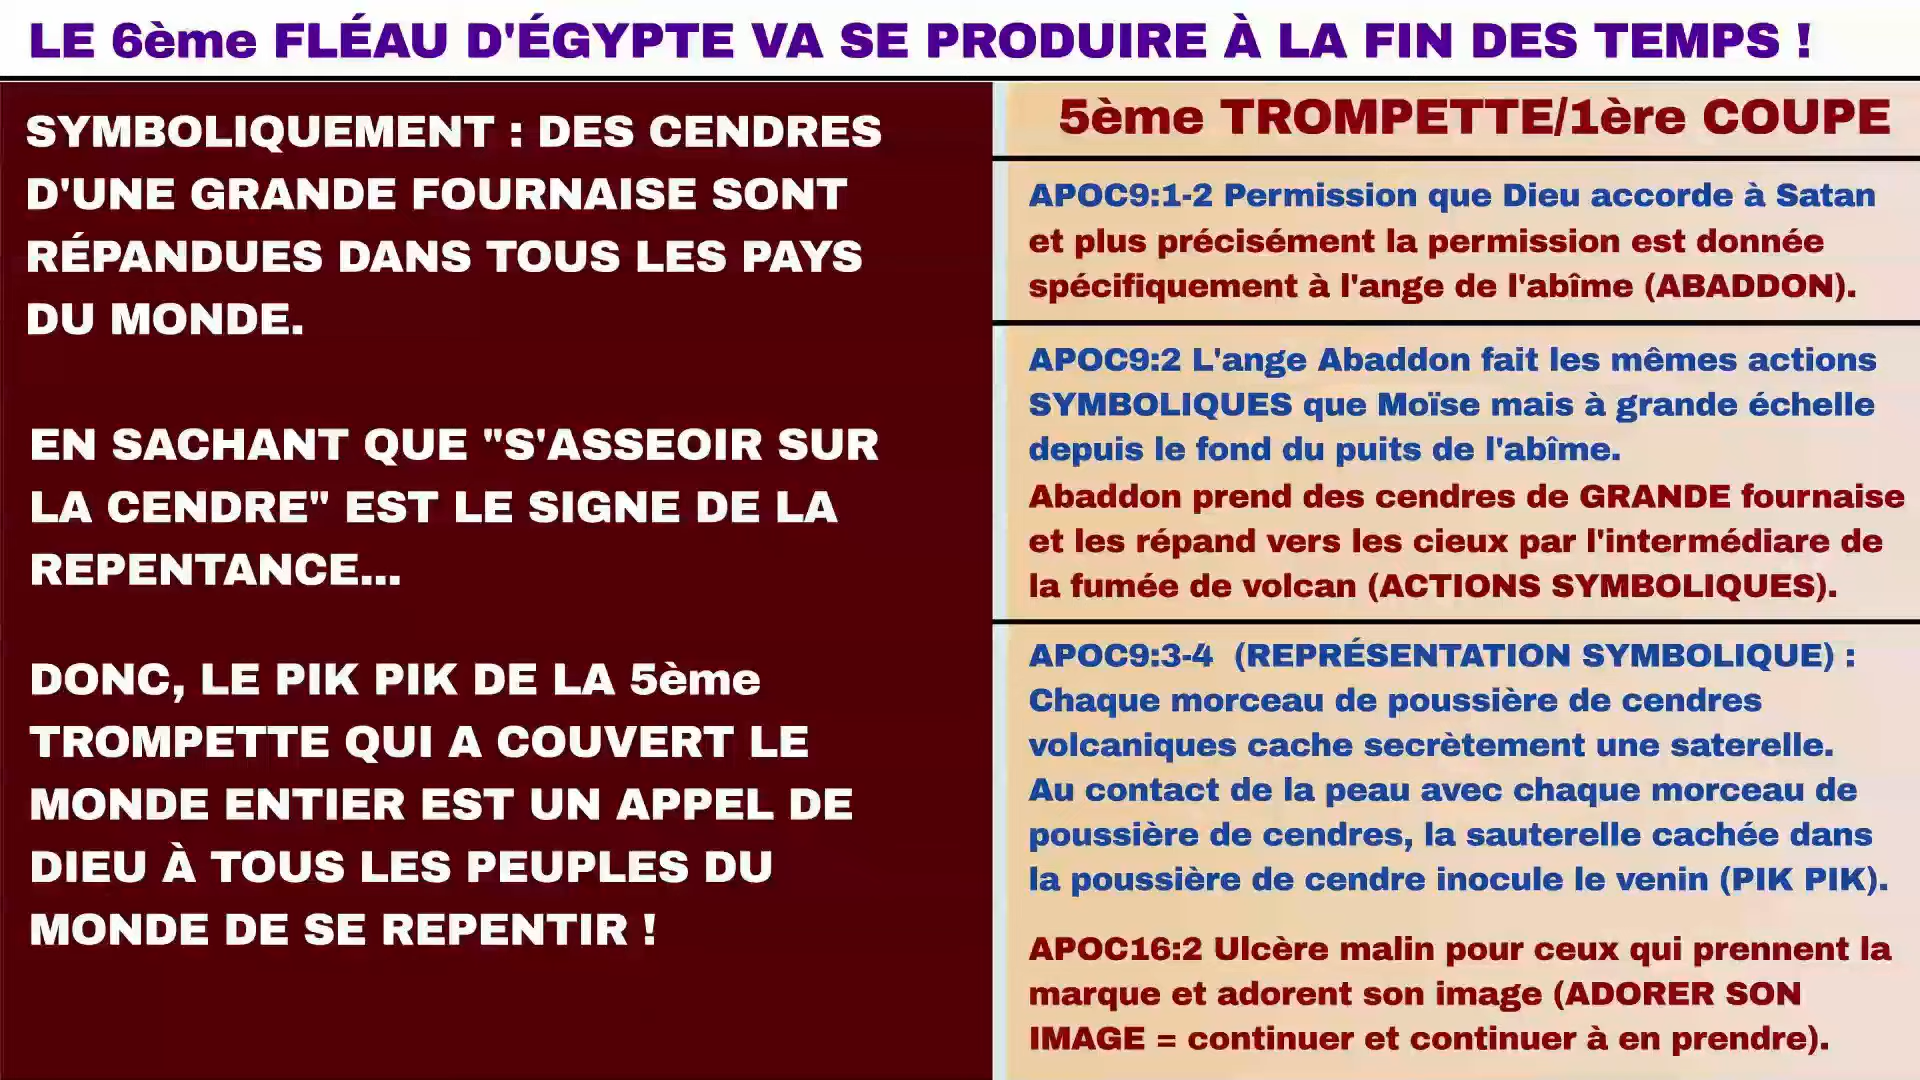 LE 6ème FLÉAU D'ÉGYPTE VA SE PRODUIRE À LA FIN DES TEMPS !
SYMBOLIQUEMENT : DES CENDRES
D'UNE GRANDE FOURNAISE SONT
RÉPANDUES DANS TOUS LES PAYS
DU MONDE.
EN SACHANT QUE "S'ASSEOIR SUR
LA CENDRE" EST LE SIGNE DE LA
REPENTANCE...
DONC, LE PIK PIK DE LA 5ème
TROMPETTE QUI A COUVERT LE
MONDE ENTIER EST UN APPEL DE
DIEU À TOUS LES PEUPLES DU
MONDE DE SE REPENTIR !
5ème TROMPETTE/1ère COUPE
APOC9:1-2 Permission que Dieu accorde à Satan
et plus précisément la permission est donnée
spécifiquement à l'ange de l'abîme (ABADDON).
APOC9:2 L'ange Abaddon fait les mêmes actions
SYMBOLIQUES que Moïse mais à grande échelle
depuis le fond du puits de l'abîme.
Abaddon prend des cendres de GRANDE fournaise
et les répand vers les cieux par l'intermédiare de
la fumée de volcan (ACTIONS SYMBOLIQUES).
APOC9:3-4 (REPRÉSENTATION SYMBOLIQUE) :
Chaque morceau de poussière de cendres
volcaniques cache secrètement une saterelle.
Au contact de la peau avec chaque morceau de
poussière de cendres, la sauterelle cachée dans
la poussière de cendre inocule le venin (PIK PIK).
APOC16:2 Ulcère malin pour ceux qui prennent la
marque et adorent son image (ADORER SON
IMAGE = continuer et continuer à en prendre).